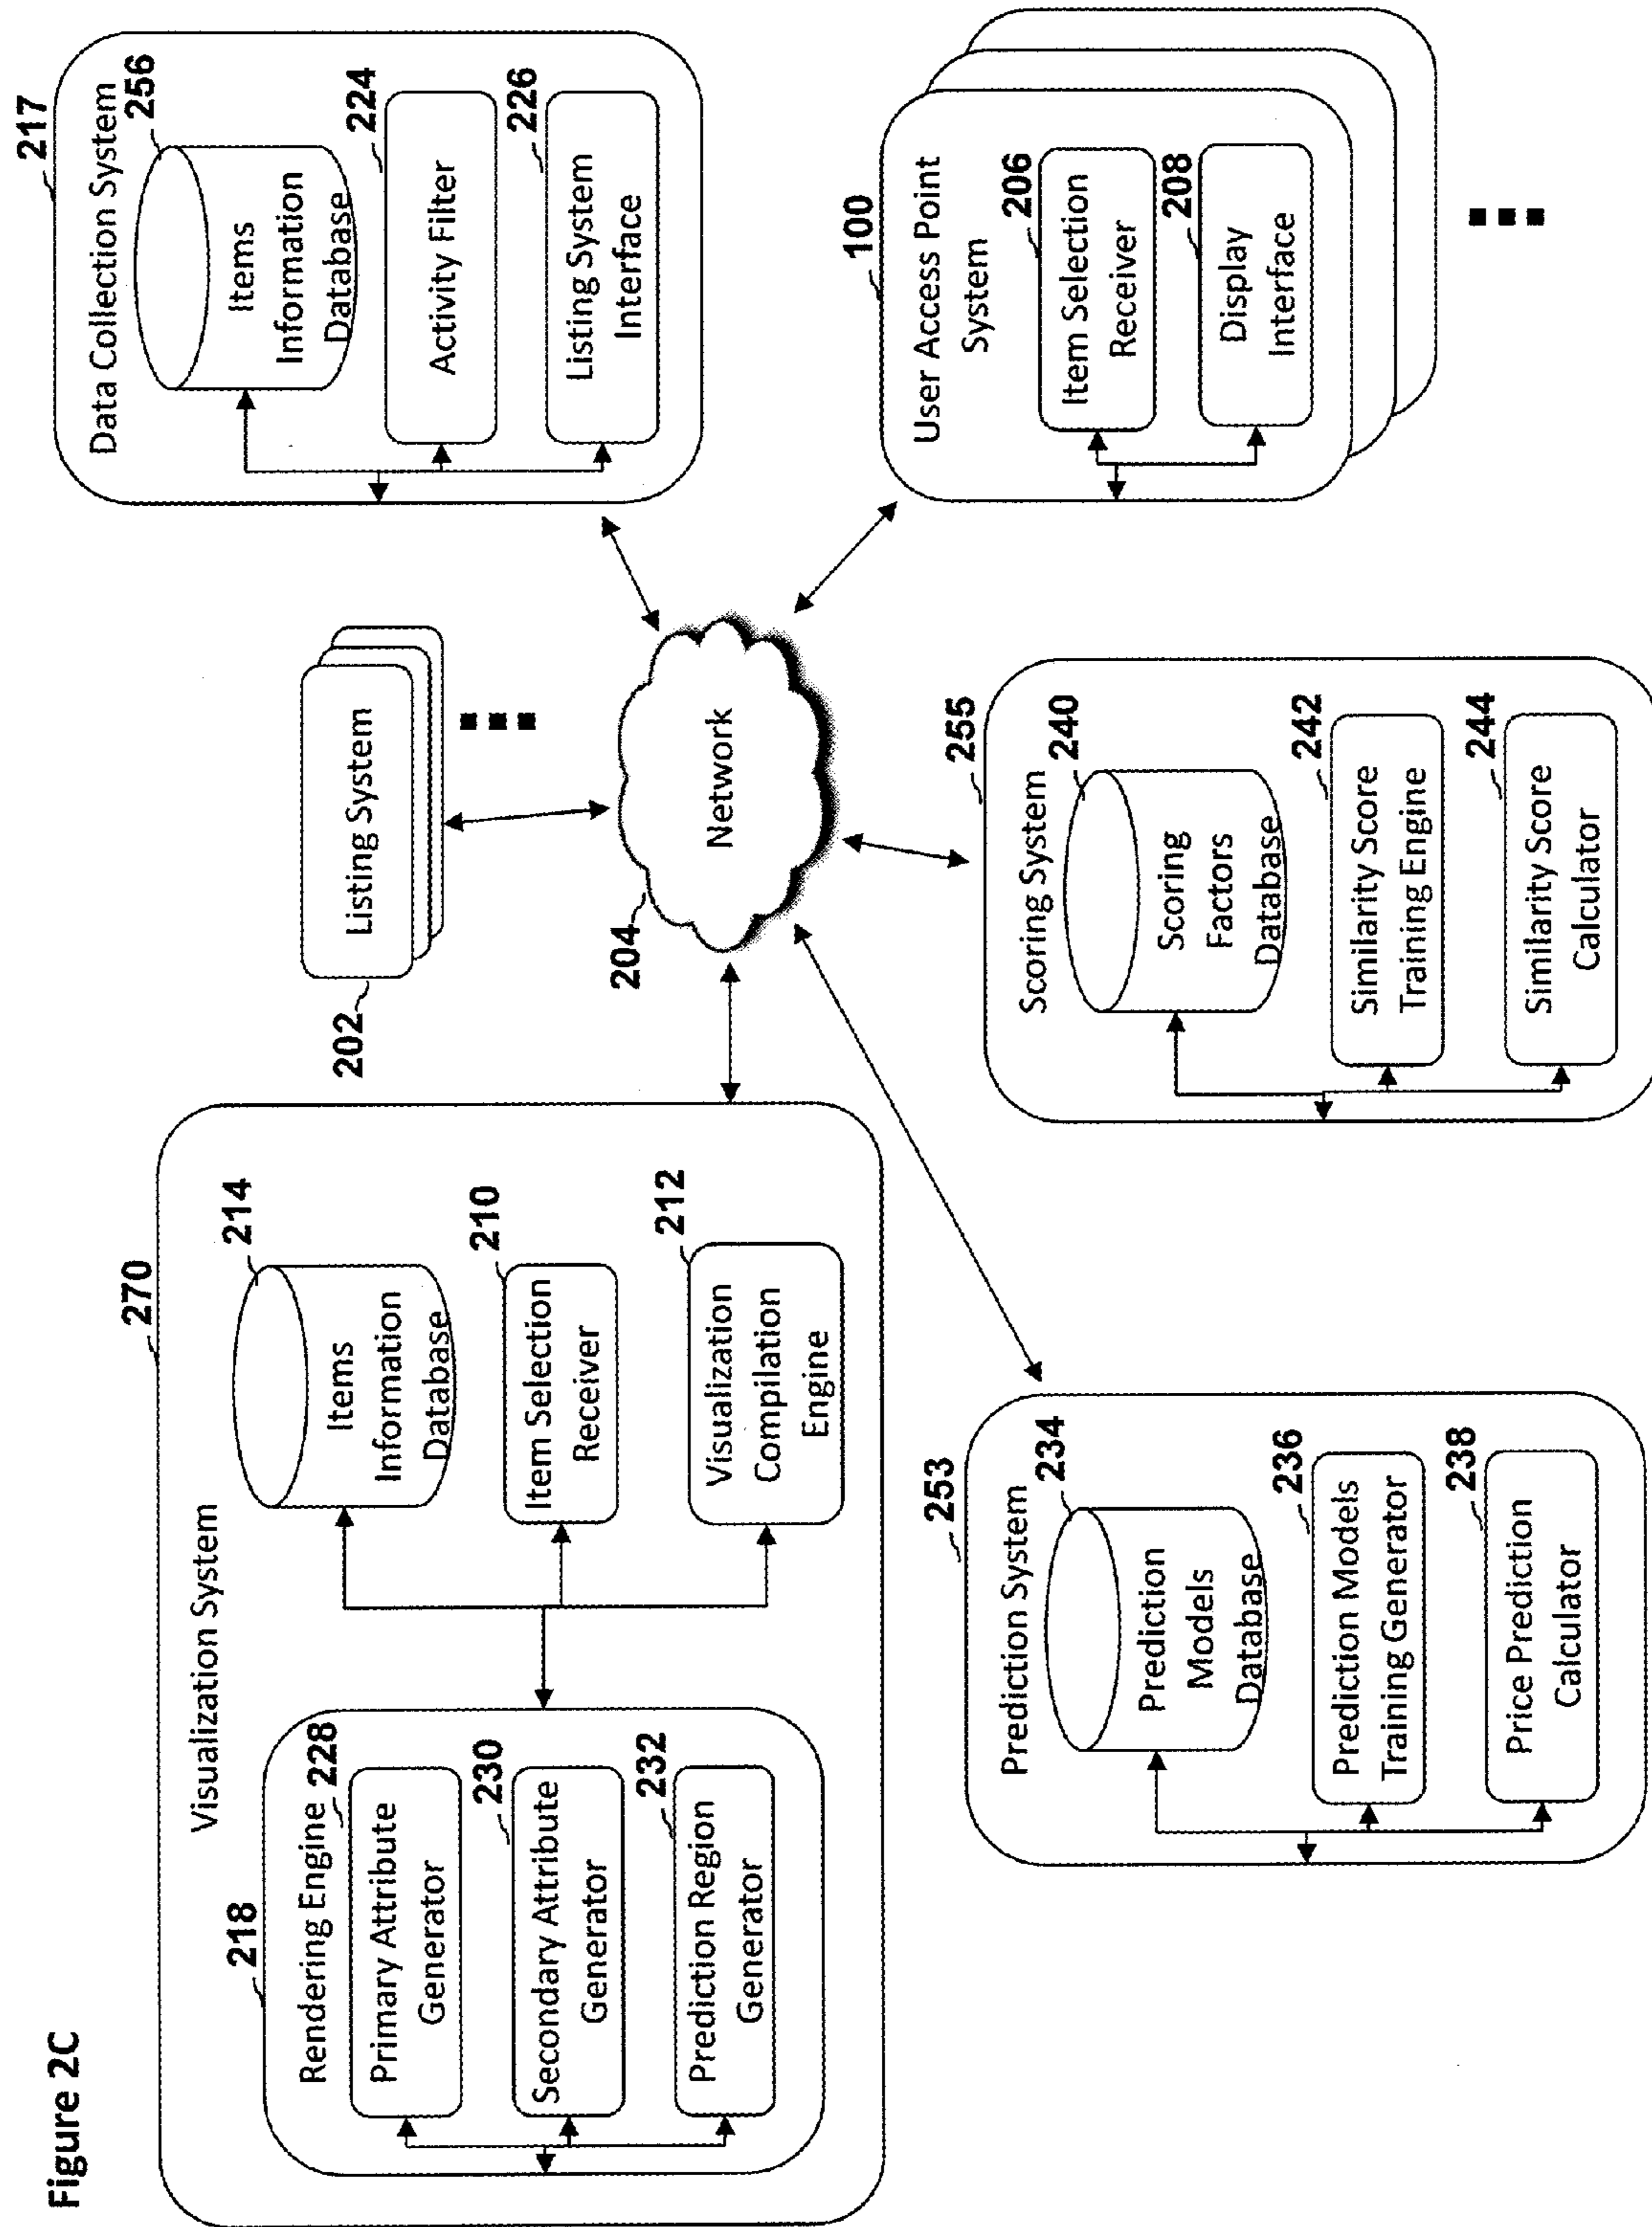 Figure 2C
270
Visualization System
218
Rendering Engine
228
Primary Attribute
Generator
230
Secondary Attribute
Generator
232
Prediction Region
Generator
214
Items
Information
Database
210
Item Selection
Receiver
212
Visualization
Compilation
Engine
202
Listing System
204
Network
217
Data Collection System
256
Items
Information
Database
224
Activity Filter
226
Listing System
Interface
253
Prediction System
234
Prediction
Models
Database
236
Prediction Models
Training Generator
238
Price Prediction
Calculator
255
Scoring System
240
Scoring
Factors
Database
242
Similarity Score
Training Engine
244
Similarity Score
Calculator
100
User Access Point
System
206
Item Selection
Receiver
208
Display
Interface